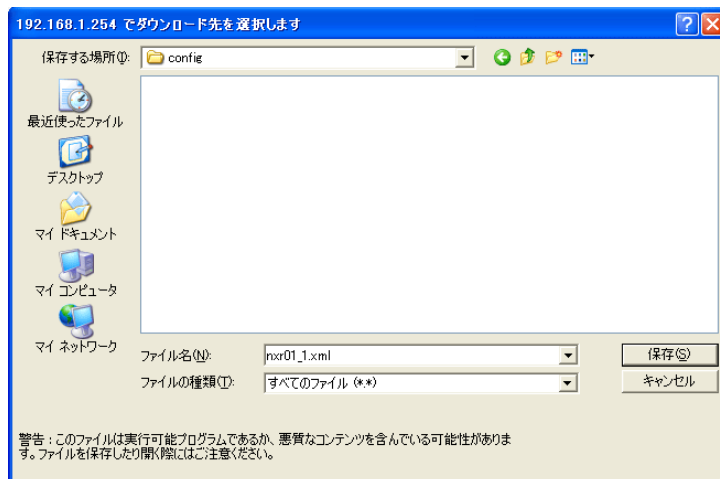 192.168.1.254 でダウンロード先を選択します
保存する場所(I): config
最近使ったファイル
デスクトップ
マイ ドキュメント
マイ コンピュータ
マイ ネットワーク
ファイル名(N): nxr01_1.xml 保存(S)
ファイルの種類(T): すべてのファイル (*.*) キャンセル
警告：このファイルは実行可能プログラムであるか、悪質なコンテンツを含んでいる可能性がありま
す。ファイルを保存したり開く際にはご注意ください。